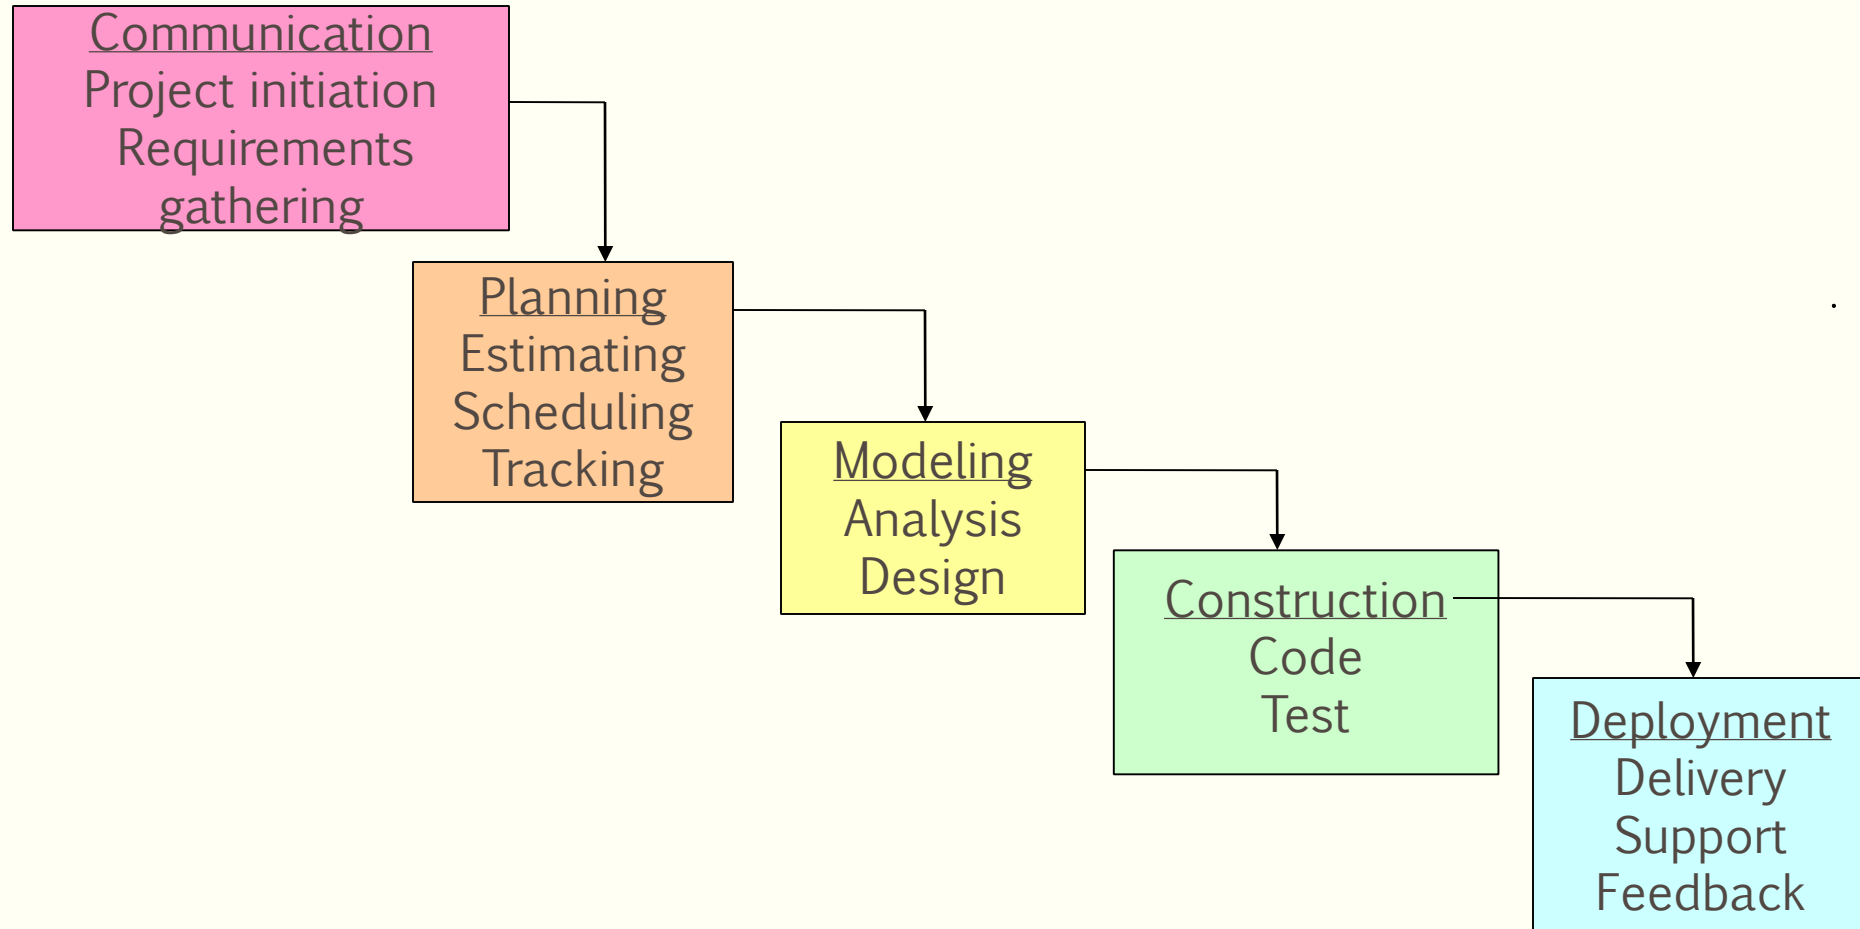 Communication
Project initiation
Requirements
gathering
Planning
Estimating
Scheduling
Tracking
Modeling
Analysis
Design
Construction
Code
Test
Deployment
Delivery
Support
Feedback
.